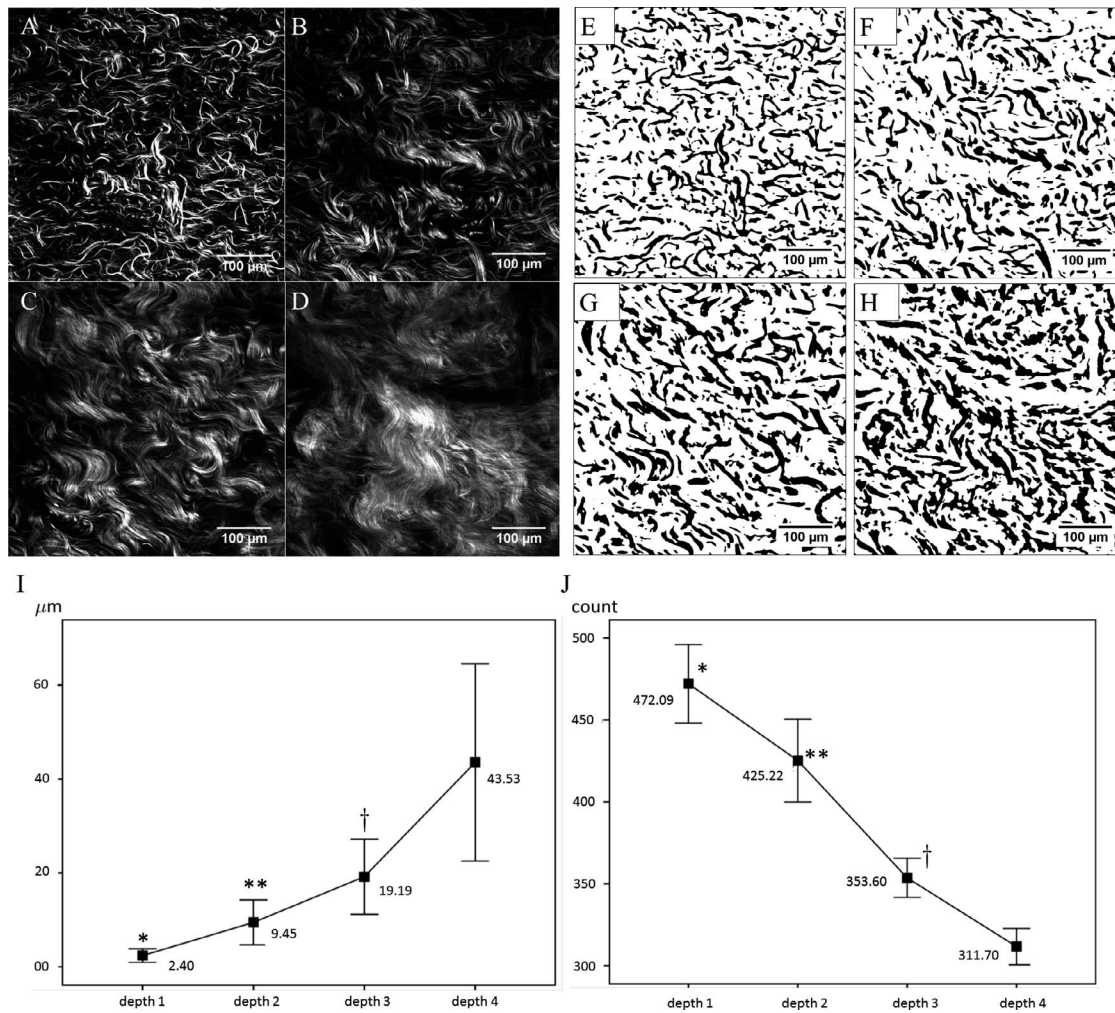 A
B
E
F
100 μm
100 μm
100 μm
100 μm
C
D
G
H
100 μm
100 μm
100 μm
100 μm
I
μm
60
40
20
00
*
2.40
**
9.45
†
19.19
43.53
depth 1
depth 2
depth 3
depth 4
J
count
500
450
400
350
300
472.09
*
425.22
**
353.60
†
311.70
depth 1
depth 2
depth 3
depth 4